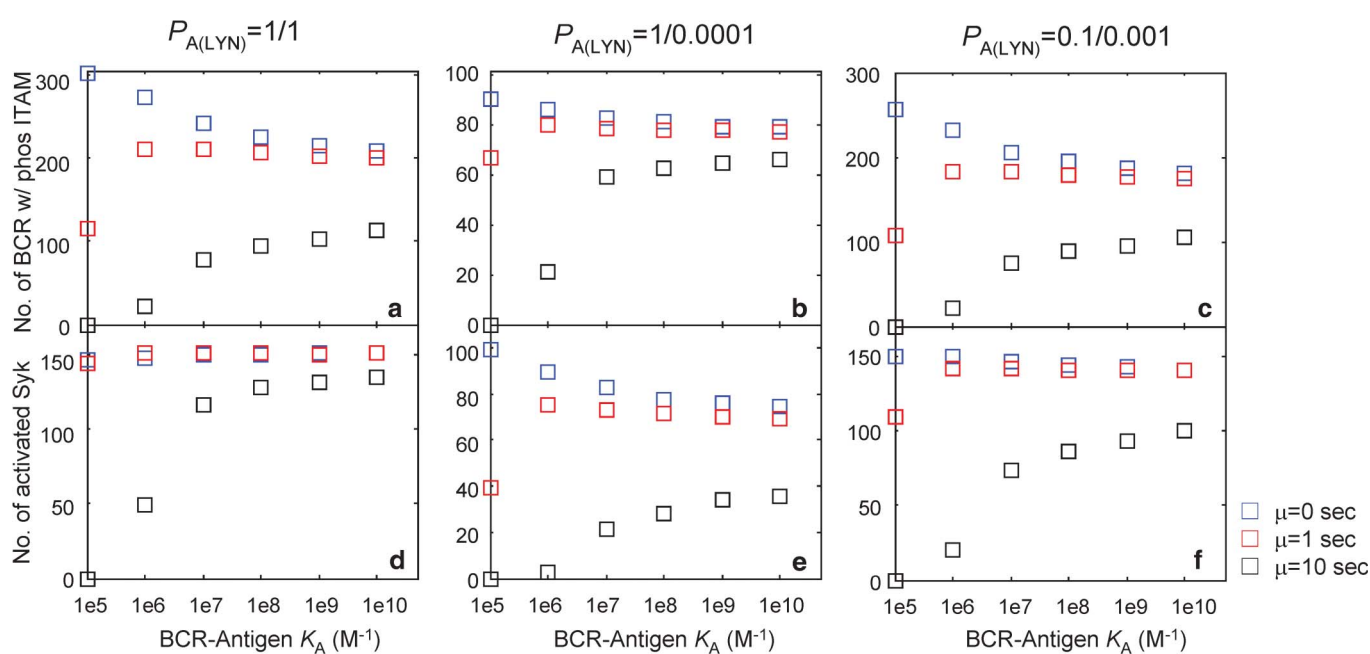 P_A(LYN)=1/1
P_A(LYN)=1/0.0001
P_A(LYN)=0.1/0.001
No. of BCR w/ phos ITAM
300
200
100
0
a
100
80
60
40
20
0
b
300
200
100
0
c
No. of activated Syk
150
100
50
0
d
100
80
60
40
20
0
e
150
100
50
0
f
1e5 1e6 1e7 1e8 1e9 1e10
1e5 1e6 1e7 1e8 1e9 1e10
1e5 1e6 1e7 1e8 1e9 1e10
BCR-Antigen K_A (M⁻¹)
BCR-Antigen K_A (M⁻¹)
BCR-Antigen K_A (M⁻¹)
μ=0 sec
μ=1 sec
μ=10 sec